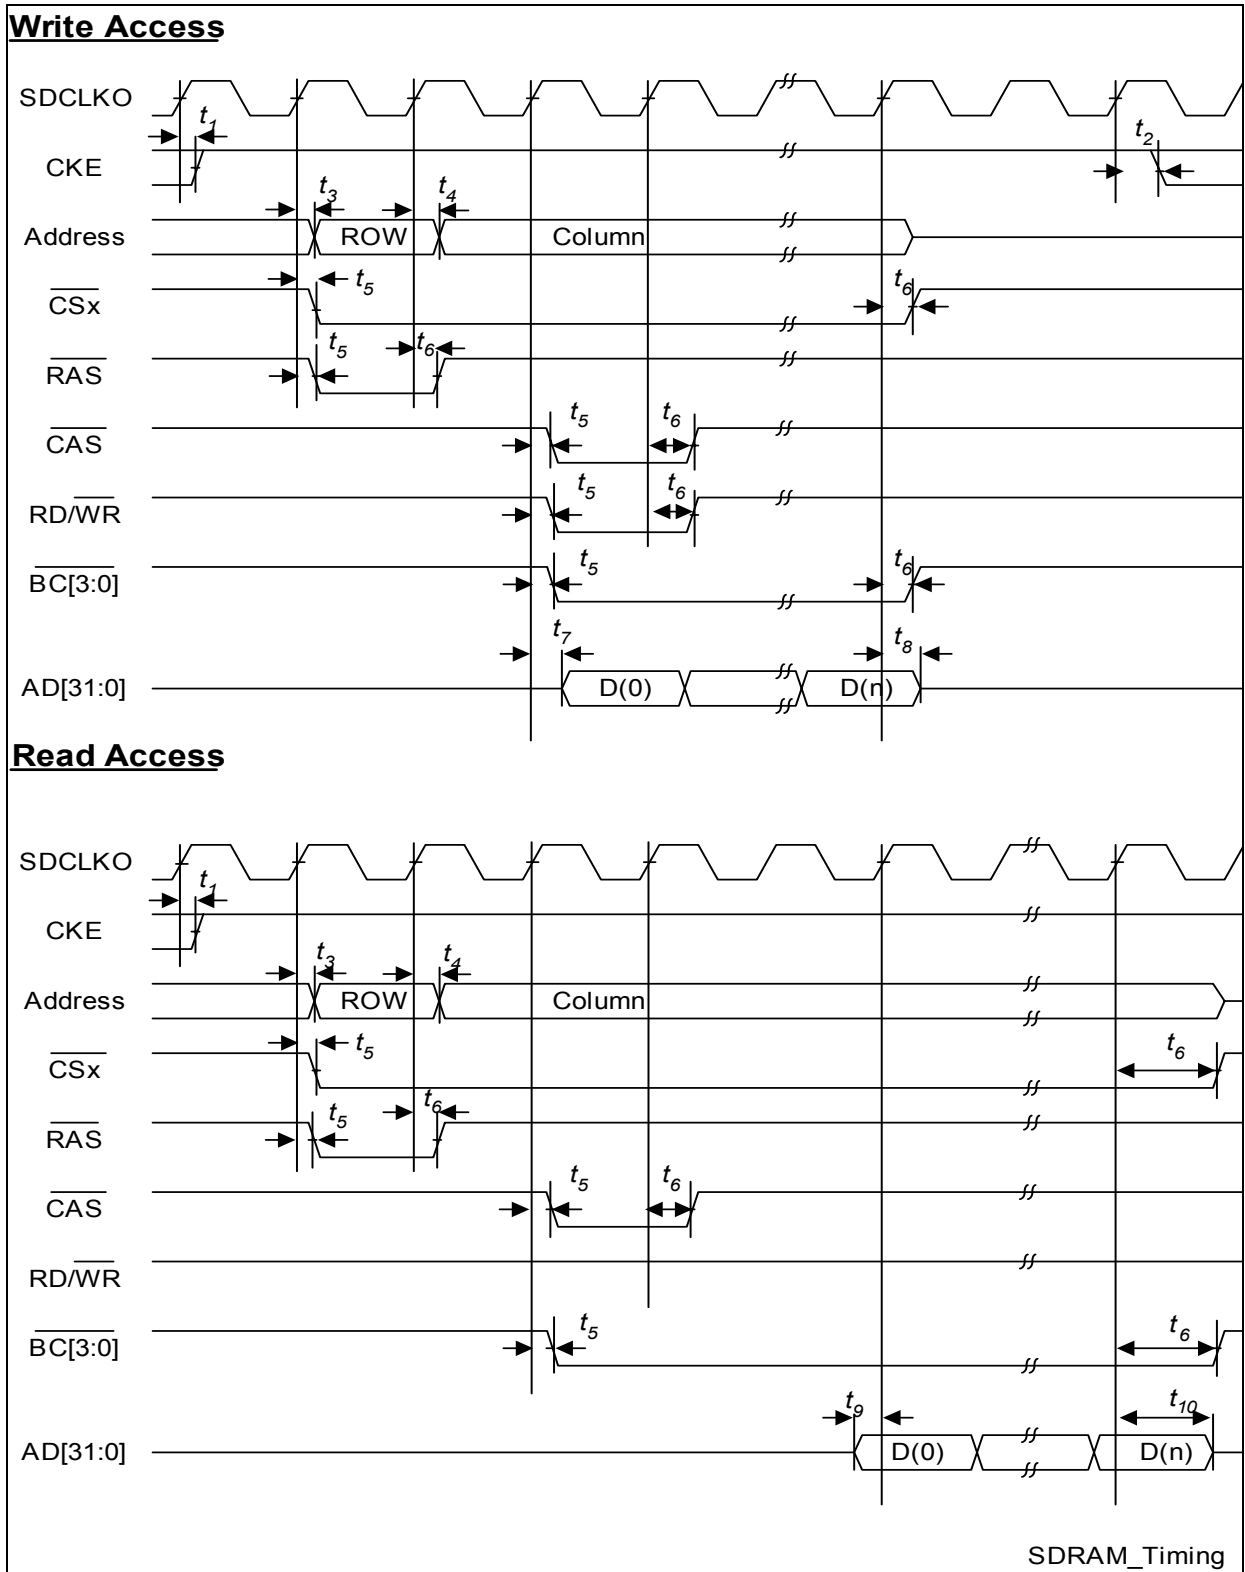 Write Access
SDCLKO
t1
CKE
t2
t3 t4
Address ROW Column
CSx t5 t6
RAS t5 t6
CAS t5 t6
RD/WR t5 t6
BC[3:0] t5 t6
t7 t8
AD[31:0] D(0) D(n)
Read Access
SDCLKO
t1
CKE
t3 t4
Address ROW Column
CSx t5 t6
RAS t5 t6
CAS t5 t6
RD/WR
BC[3:0] t5 t6
t9 t10
AD[31:0] D(0) D(n)
SDRAM_Timing